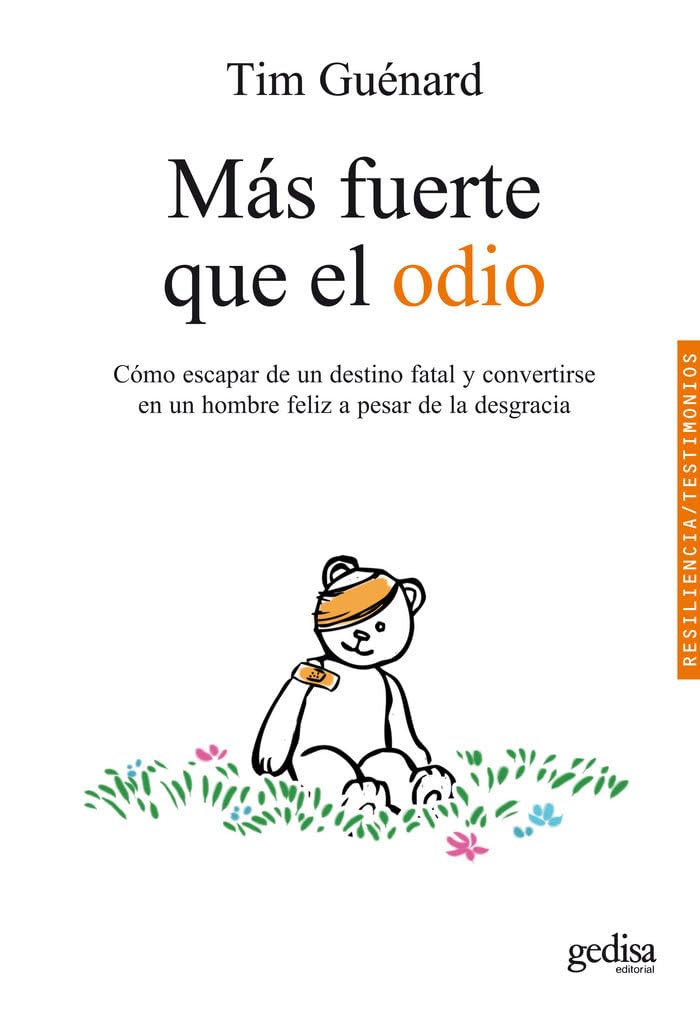 Tim Guénard
Más fuerte
que el odio
Cómo escapar de un destino fatal y convertirse
en un hombre feliz a pesar de la desgracia
RESILIENCIA/TESTIMONIOS
gedisa
editorial